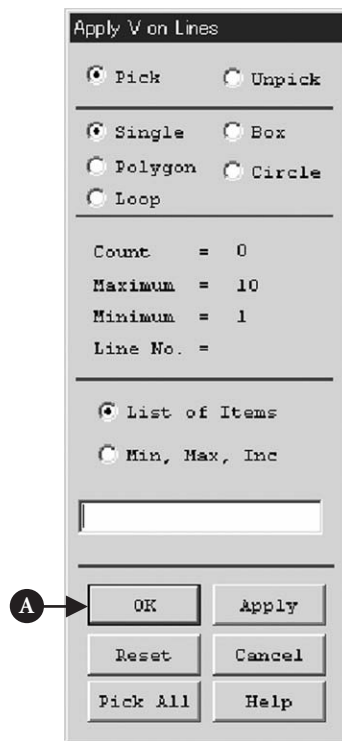 Apply V on Lines
Pick Unpick
Single Box
Polygon Circle
Loop
Count = 0
Maximum = 10
Minimum = 1
Line No. =
List of Items
Min, Max, Inc
A OK Apply
Reset Cancel
Pick All Help